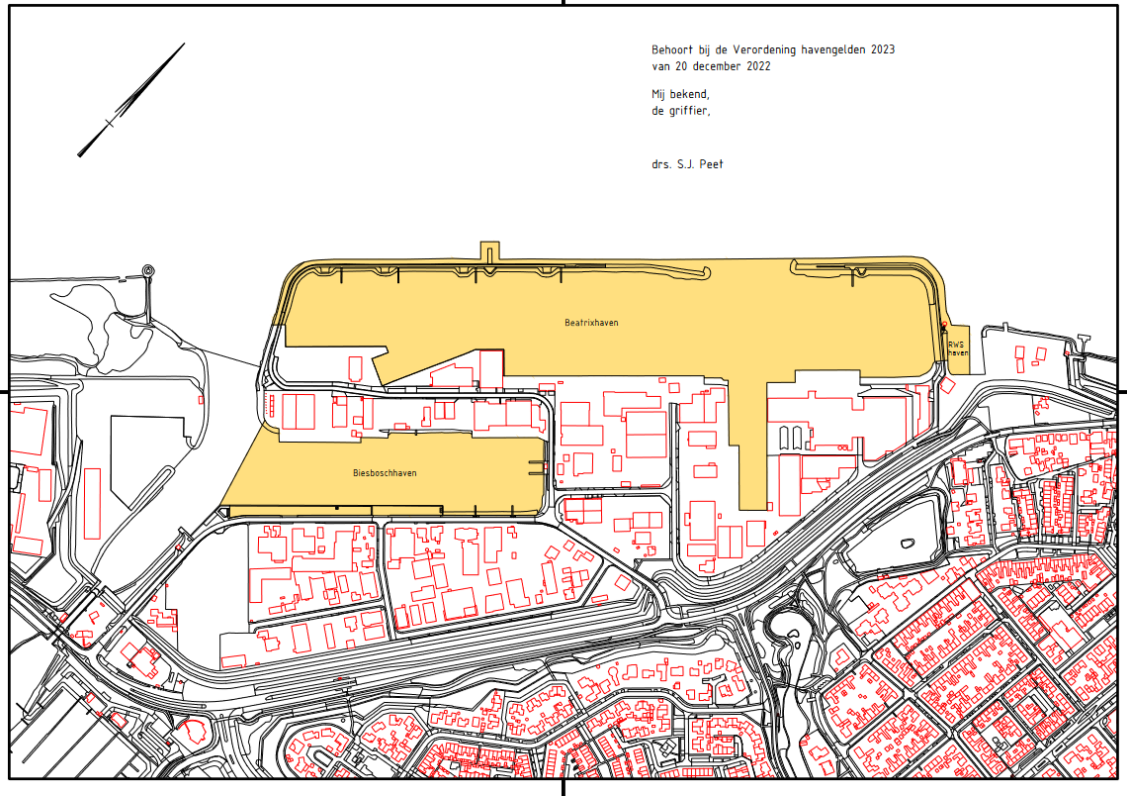 Behoort bij de Verordening havengelden 2023
van 20 december 2022
Mij bekend,
de griffier,
drs. S.J. Peet
Beatrixhaven
RWS
haven
Biesboschhaven